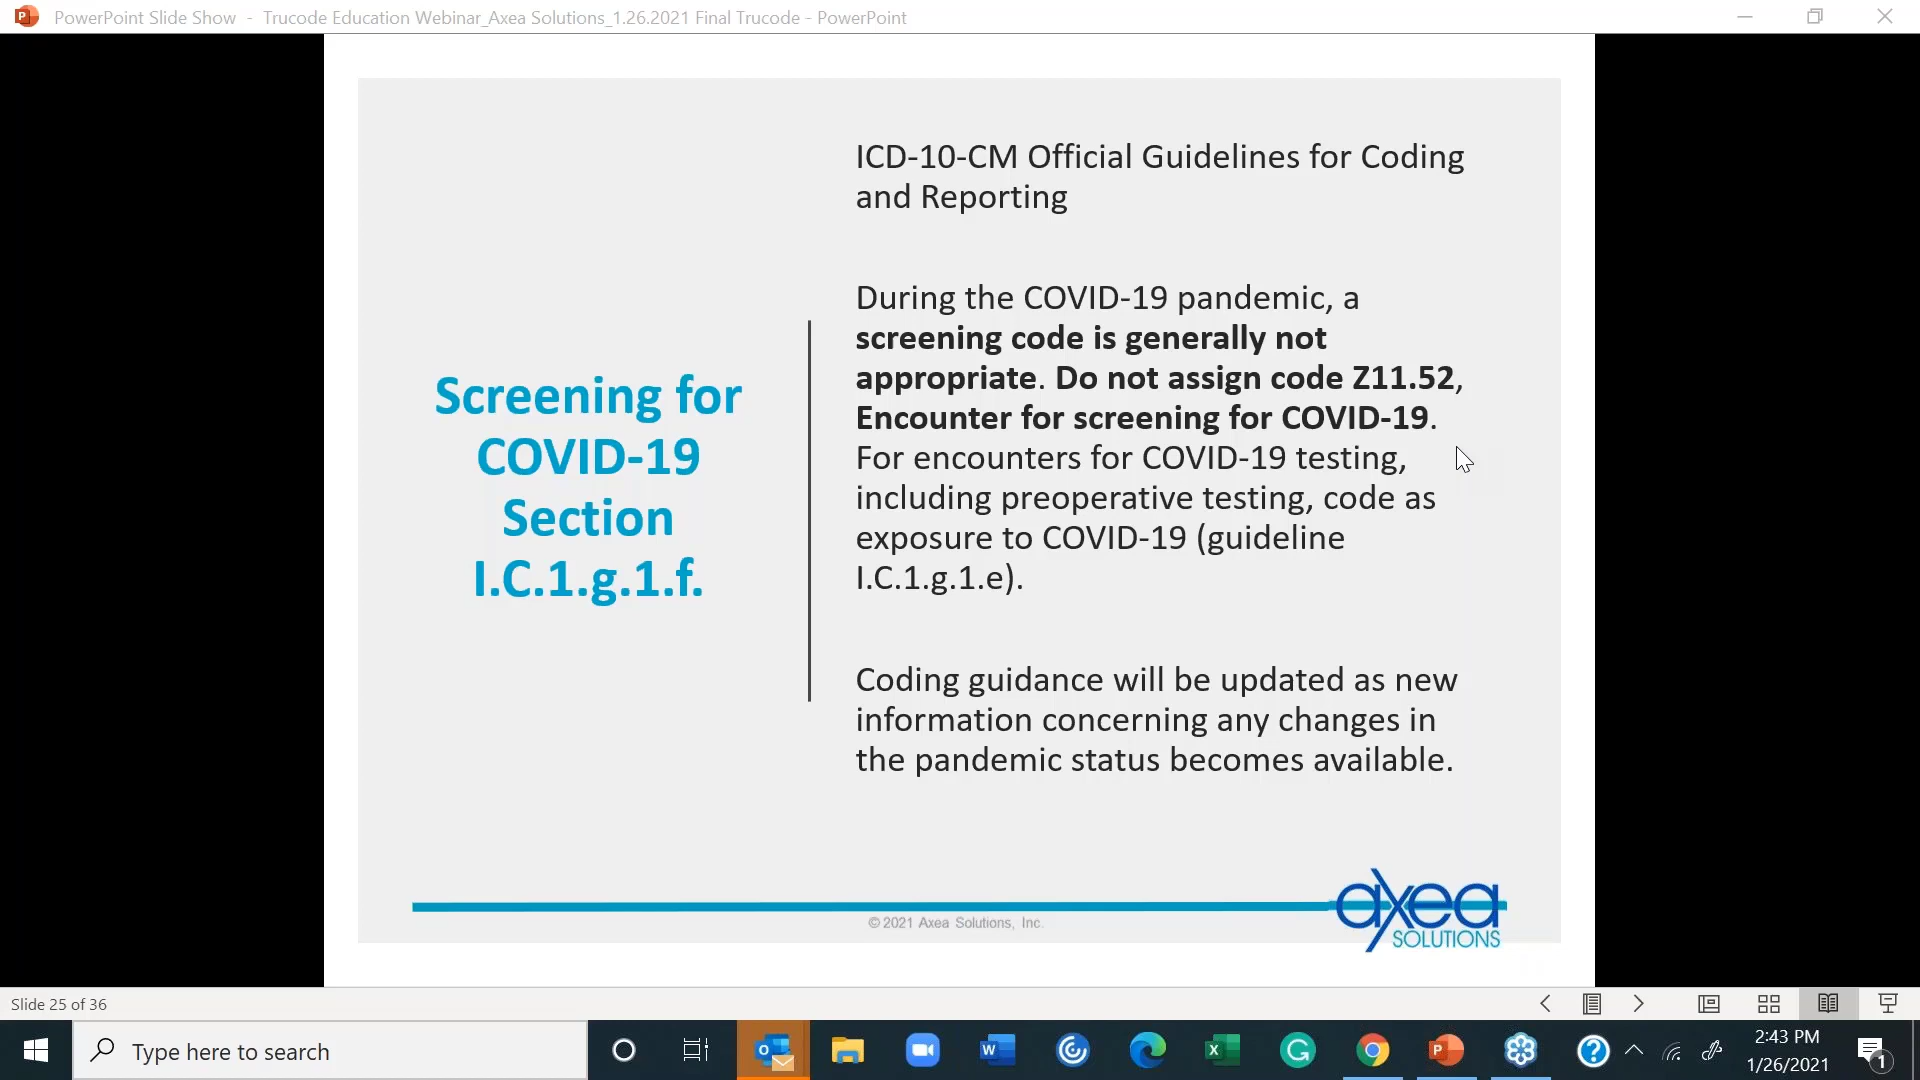 PowerPoint Slide Show - Trucode Education Webinar_Axea Solutions_1.26.2021 Final Trucode - PowerPoint
Screening for
COVID-19
Section
I.C.1.g.1.f.
ICD-10-CM Official Guidelines for Coding
and Reporting
During the COVID-19 pandemic, a
screening code is generally not
appropriate. Do not assign code Z11.52,
Encounter for screening for COVID-19.
For encounters for COVID-19 testing,
including preoperative testing, code as
exposure to COVID-19 (guideline
I.C.1.g.1.e).
Coding guidance will be updated as new
information concerning any changes in
the pandemic status becomes available.
© 2021 Axea Solutions, Inc.
axea
SOLUTIONS
Slide 25 of 36
Type here to search
2:43 PM
1/26/2021
1